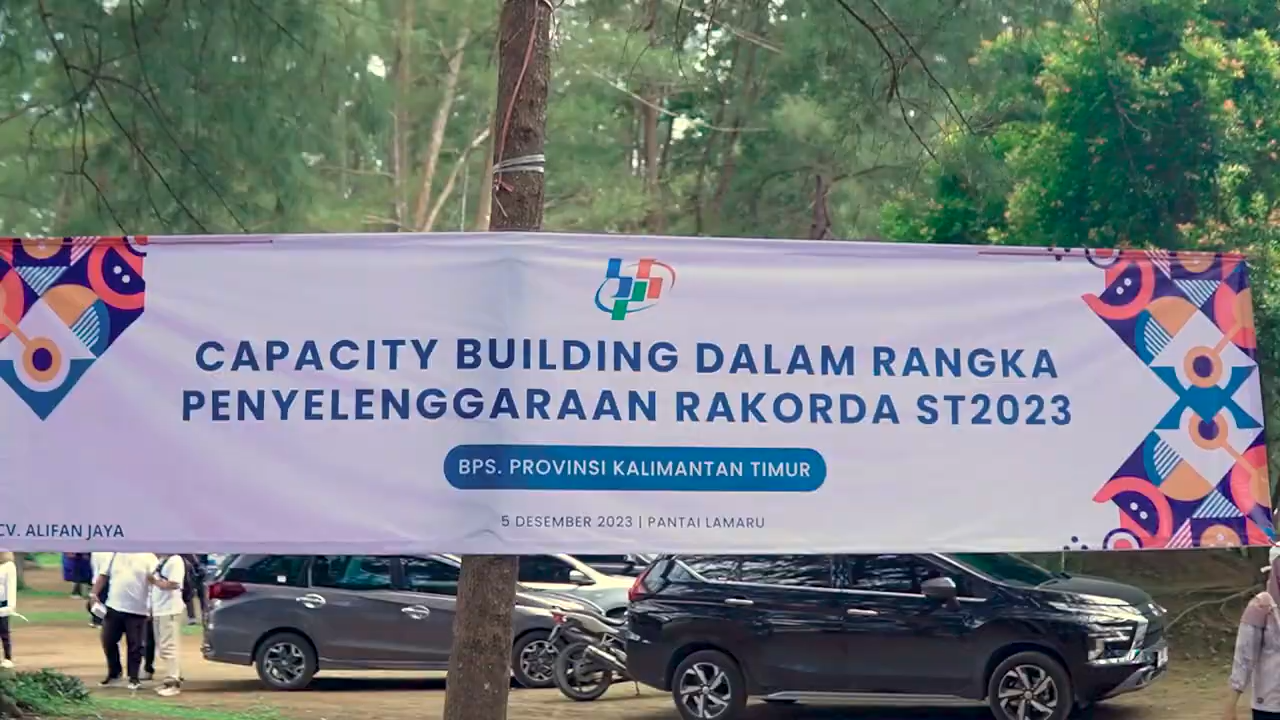 CAPACITY BUILDING DALAM RANGKA
PENYELENGGARAAN RAKORDA ST2023
BPS. PROVINSI KALIMANTAN TIMUR
5 DESEMBER 2023 | PANTAI LAMARU
CV. ALIFAN JAYA